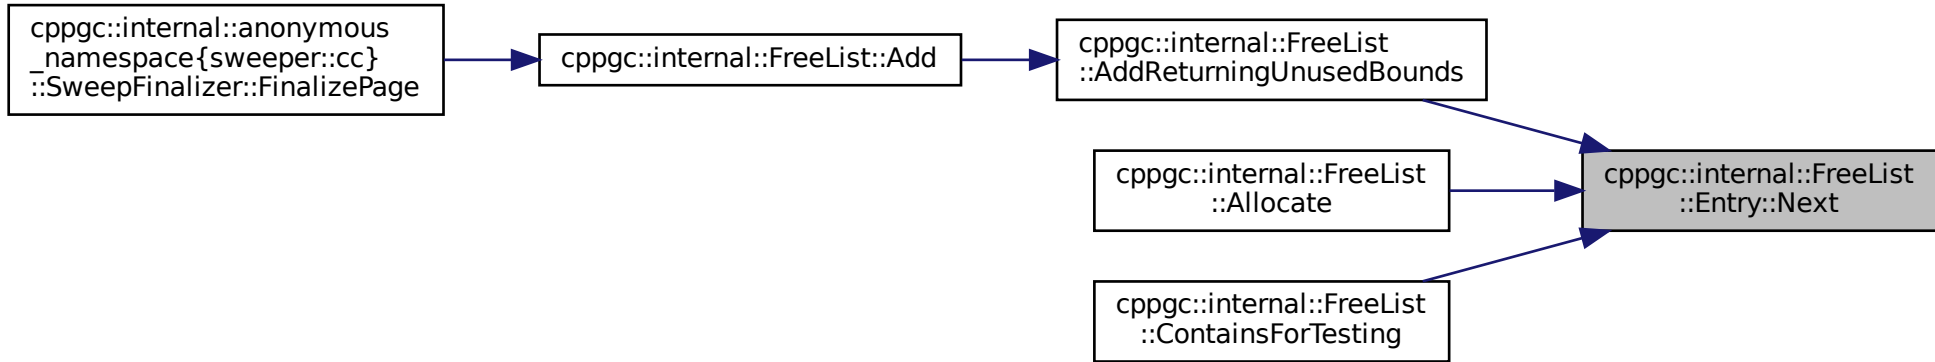 cppgc::internal::anonymous
_namespace{sweeper::cc}
::SweepFinalizer::FinalizePage
cppgc::internal::FreeList::Add
cppgc::internal::FreeList
::AddReturningUnusedBounds
cppgc::internal::FreeList
::Allocate
cppgc::internal::FreeList
::ContainsForTesting
cppgc::internal::FreeList
::Entry::Next